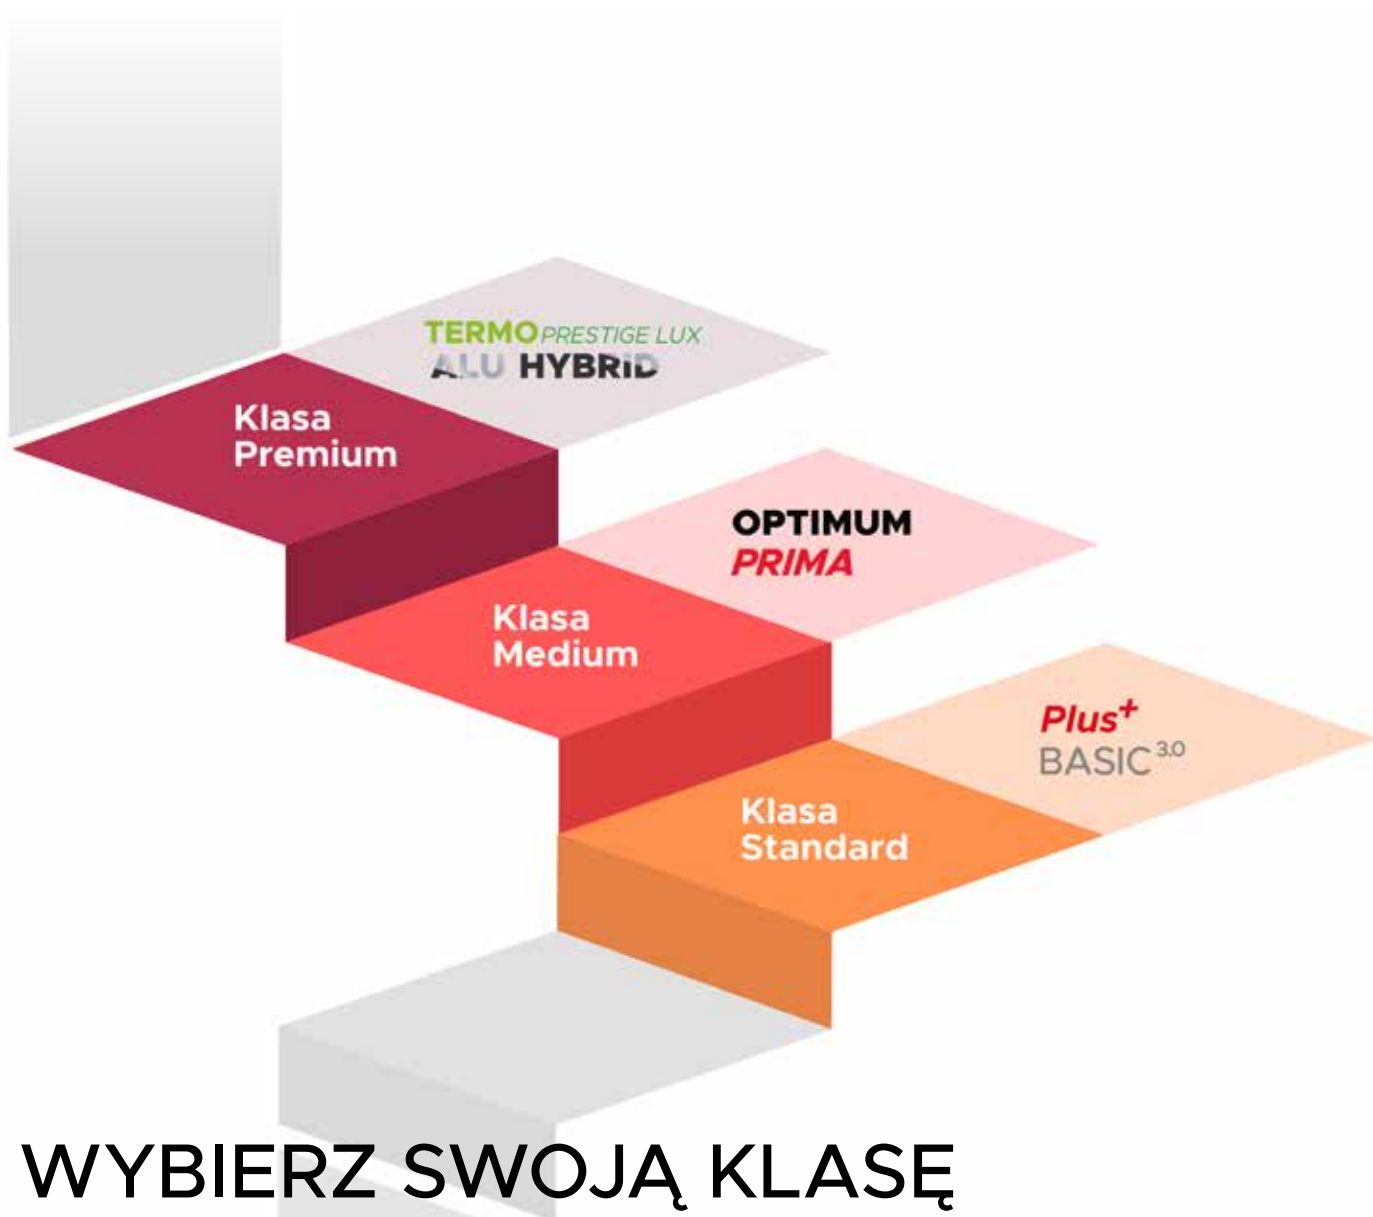 TERMO PRESTIGE LUX
ALU HYBRID
Klasa
Premium
OPTIMUM
PRIMA
Klasa
Medium
Plus+
BASIC 3.0
Klasa
Standard
WYBIERZ SWOJĄ KLASĘ